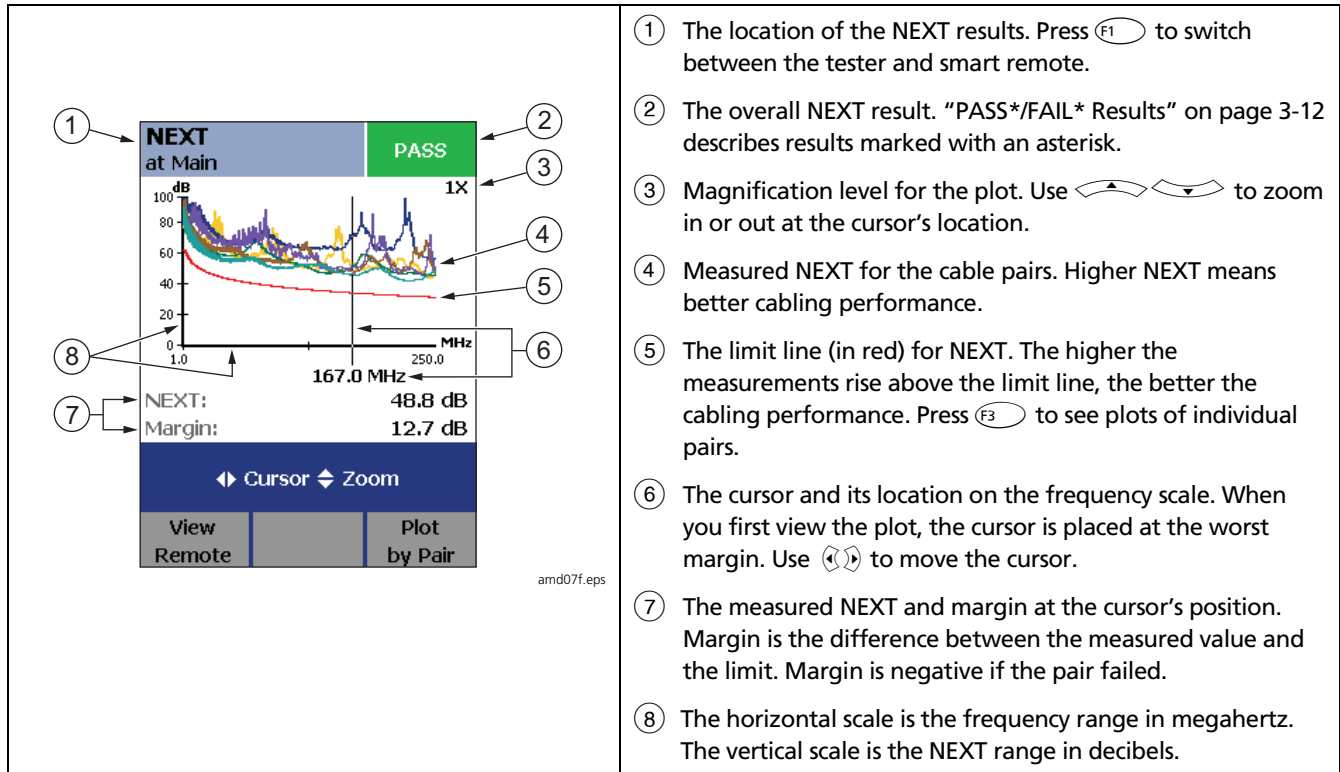 1
NEXT
at Main
PASS
2
3
1X
dB
100
80
60
40
20
0
4
5
MHz
1.0
250.0
167.0 MHz
6
8
7
NEXT:
48.8 dB
Margin:
12.7 dB
Cursor Zoom
View
Remote
Plot
by Pair
amd07f.eps
1 The location of the NEXT results. Press F1 to switch
between the tester and smart remote.
2 The overall NEXT result. “PASS*/FAIL* Results” on page 3-12
describes results marked with an asterisk.
3 Magnification level for the plot. Use to zoom
in or out at the cursor’s location.
4 Measured NEXT for the cable pairs. Higher NEXT means
better cabling performance.
5 The limit line (in red) for NEXT. The higher the
measurements rise above the limit line, the better the
cabling performance. Press F3 to see plots of individual
pairs.
6 The cursor and its location on the frequency scale. When
you first view the plot, the cursor is placed at the worst
margin. Use to move the cursor.
7 The measured NEXT and margin at the cursor’s position.
Margin is the difference between the measured value and
the limit. Margin is negative if the pair failed.
8 The horizontal scale is the frequency range in megahertz.
The vertical scale is the NEXT range in decibels.